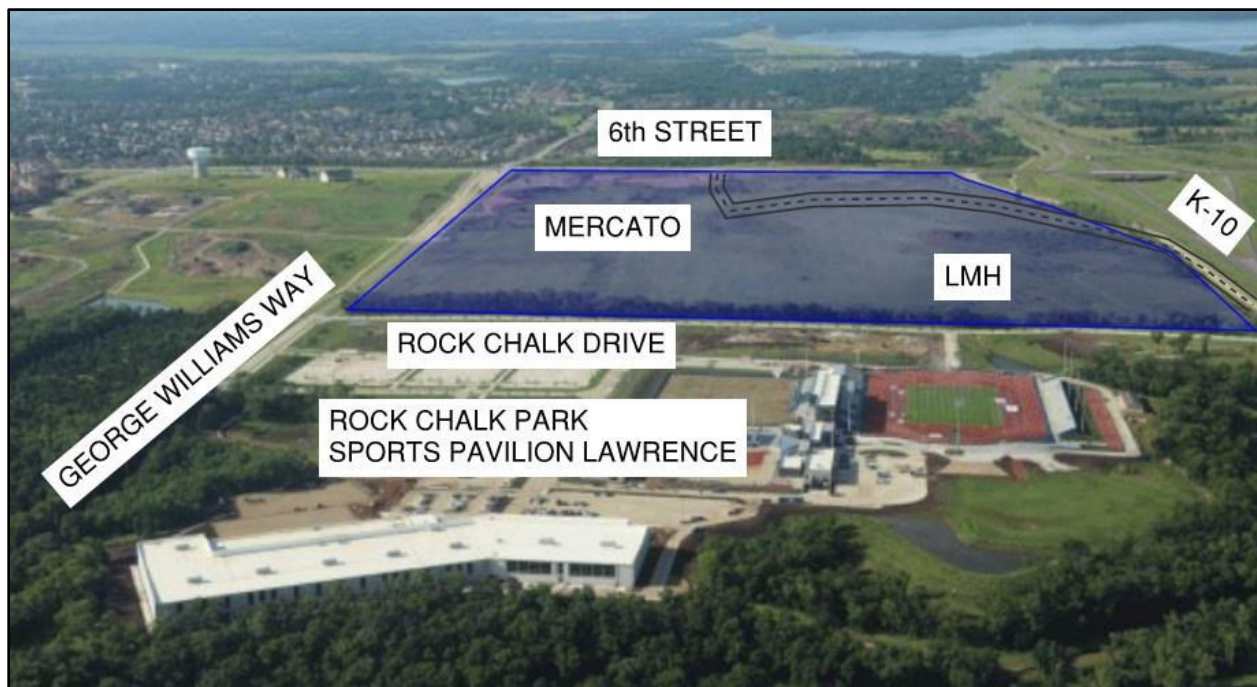 6th STREET
K-10
MERCATO
LMH
GEORGE WILLIAMS WAY
ROCK CHALK DRIVE
ROCK CHALK PARK
SPORTS PAVILION LAWRENCE